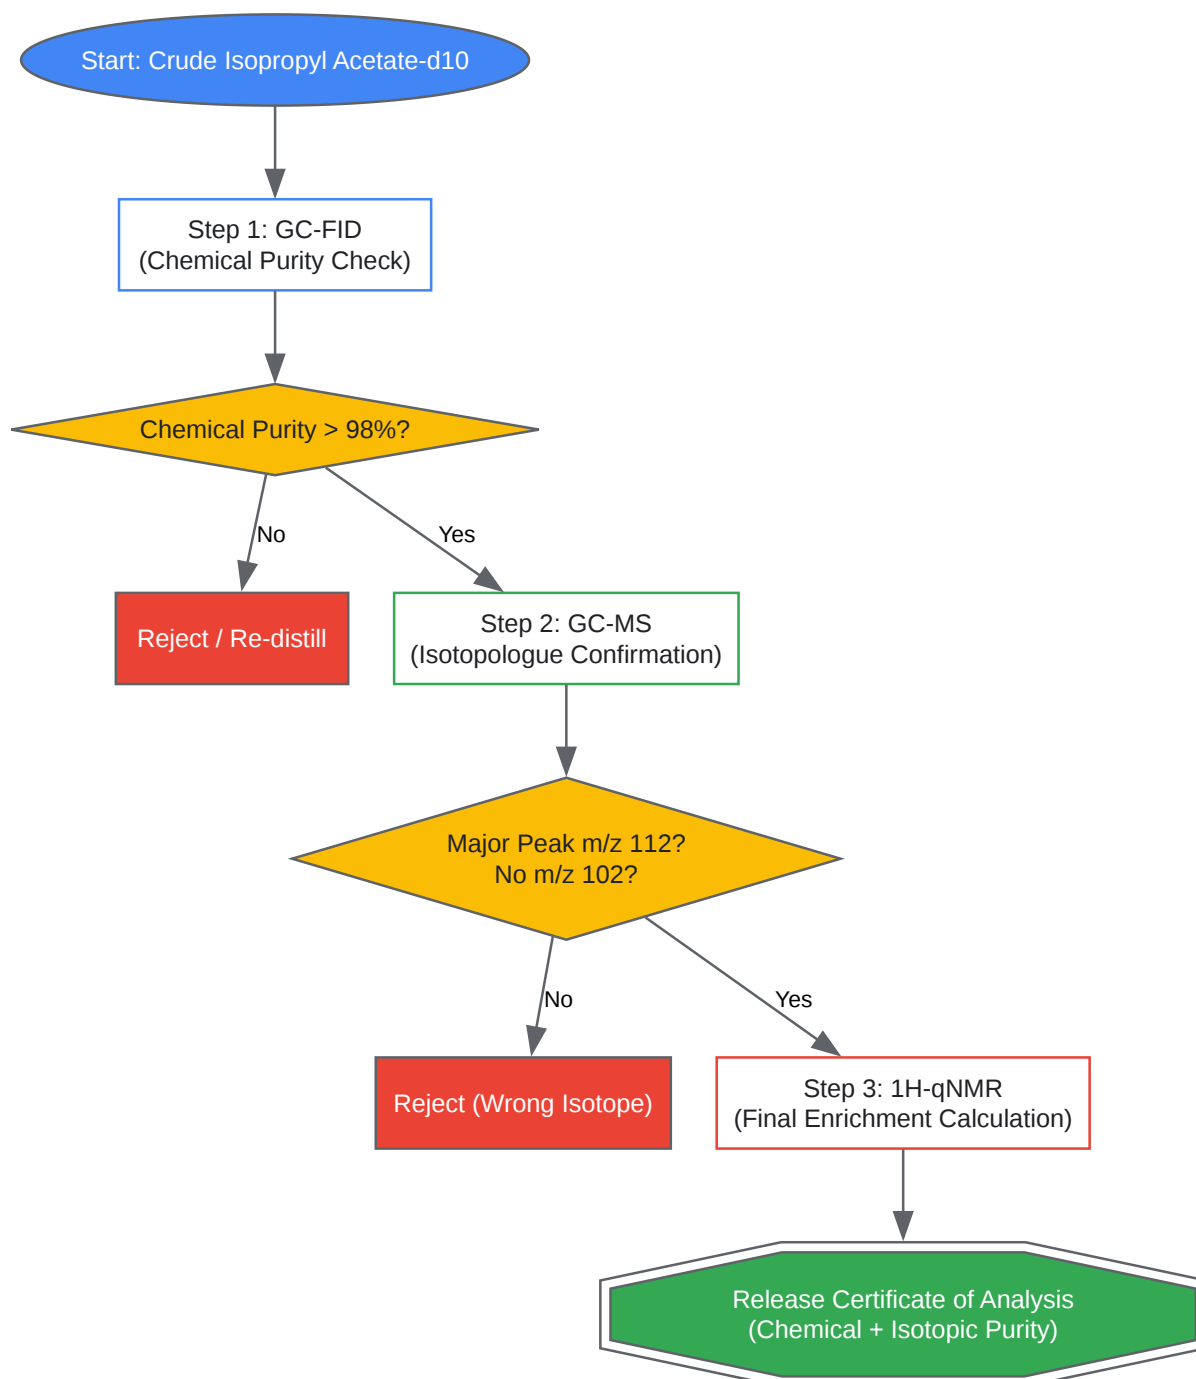 Start: Crude Isopropyl Acetate-d10
Step 1: GC-FID
(Chemical Purity Check)
Chemical Purity > 98%?
No
Yes
Reject / Re-distill
Step 2: GC-MS
(Isotopologue Confirmation)
Major Peak m/z 112?
No m/z 102?
No
Yes
Reject (Wrong Isotope)
Step 3: 1H-qNMR
(Final Enrichment Calculation)
Release Certificate of Analysis
(Chemical + Isotopic Purity)